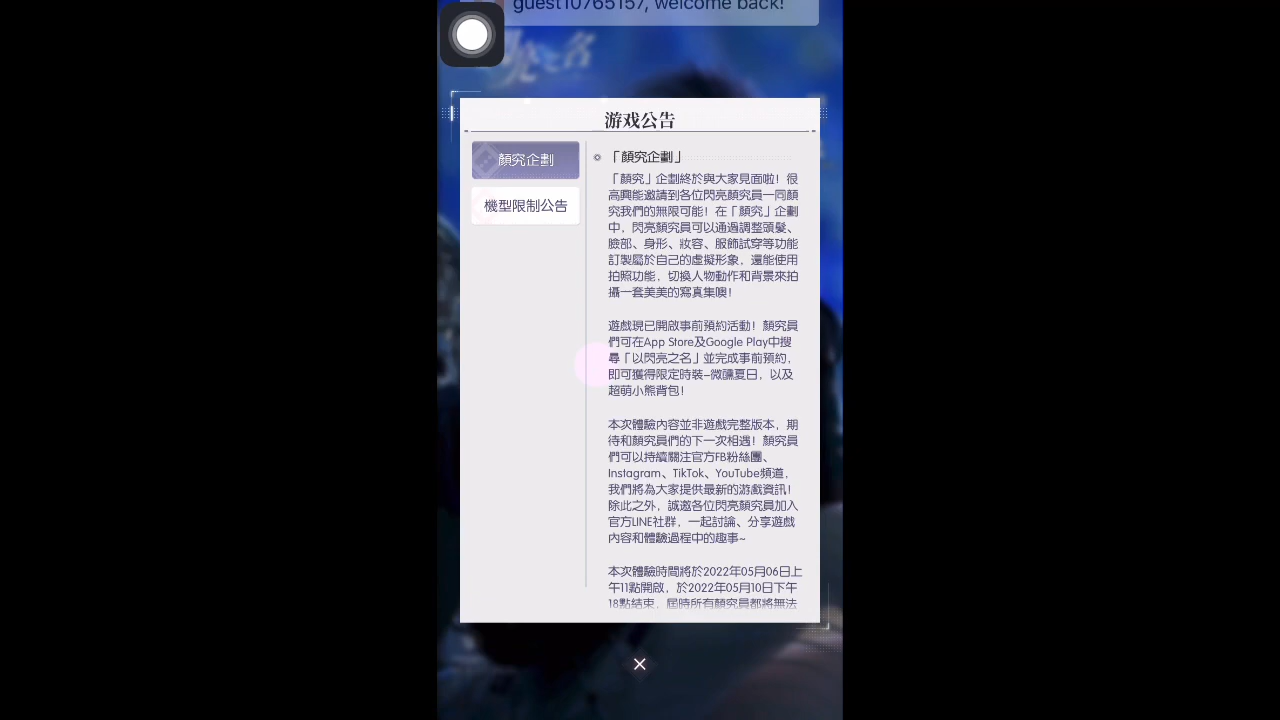 guest10765157, welcome back!
游戏公告
顏究企劃
機型限制公告
「顏究企劃」
「顏究」企劃終於與大家見面啦！很
高興能邀請到各位閃亮顏究員一同顏
究我們的無限可能！在「顏究」企劃
中，閃亮顏究員可以通過調整頭髮、
臉部、身形、妝容、服飾試穿等功能
訂製屬於自己的虛擬形象，還能使用
拍照功能，切換人物動作和背景來拍
攝一套美美的寫真集噢！
遊戲現已開啟事前預約活動！顏究員
們可在App Store及Google Play中搜
尋「以閃亮之名」並完成事前預約，
即可獲得限定時裝-微醺夏日，以及
超萌小熊背包！
本次體驗內容並非遊戲完整版本，期
待和顏究員們的下一次相遇！顏究員
們可以持續關注官方FB粉絲團、
Instagram、TikTok、YouTube頻道，
我們將為大家提供最新的游戲資訊！
除此之外，誠邀各位閃亮顏究員加入
官方LINE社群，一起討論、分享遊戲
內容和體驗過程中的趣事~
本次體驗時間將於2022年05月06日上
午11點開啟，於2022年05月10日下午
18點結束，屆時所有顏究員都將無法